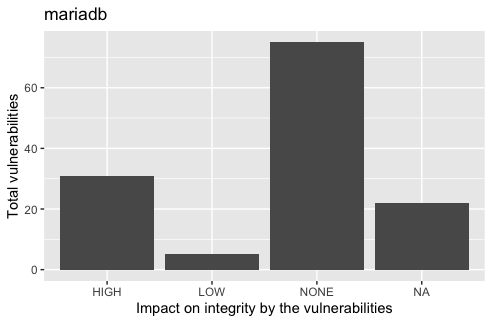 mariadb
Total vulnerabilities
60
40
20
0
HIGH LOW NONE NA
Impact on integrity by the vulnerabilities